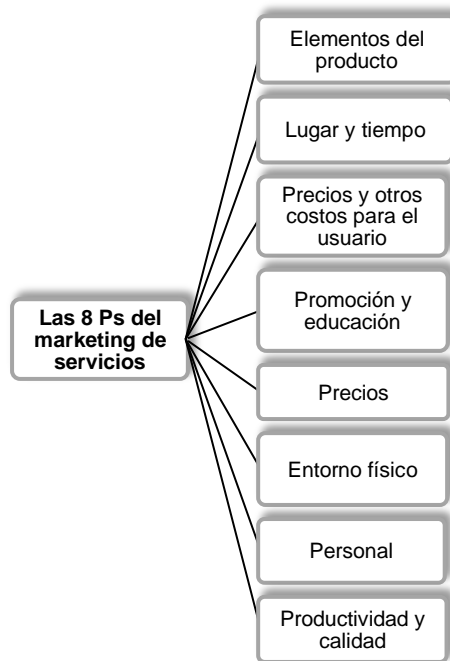 Elementos del
producto
Lugar y tiempo
Precios y otros
costos para el
usuario
Promoción y
educación
Las 8 Ps del
marketing de
servicios
Precios
Entorno físico
Personal
Productividad y
calidad